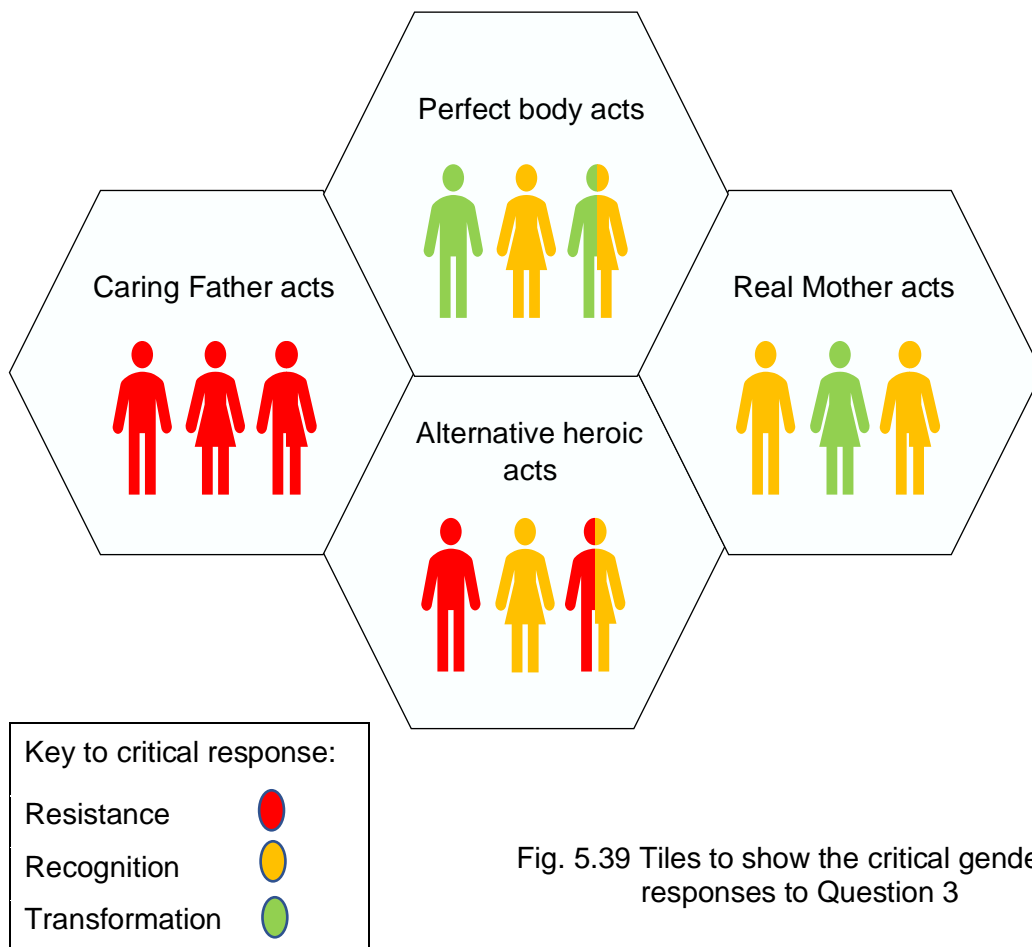 Perfect body acts
Caring Father acts
Real Mother acts
Alternative heroic
acts
Key to critical response:
Resistance
Recognition
Transformation
Fig. 5.39 Tiles to show the critical gende
responses to Question 3